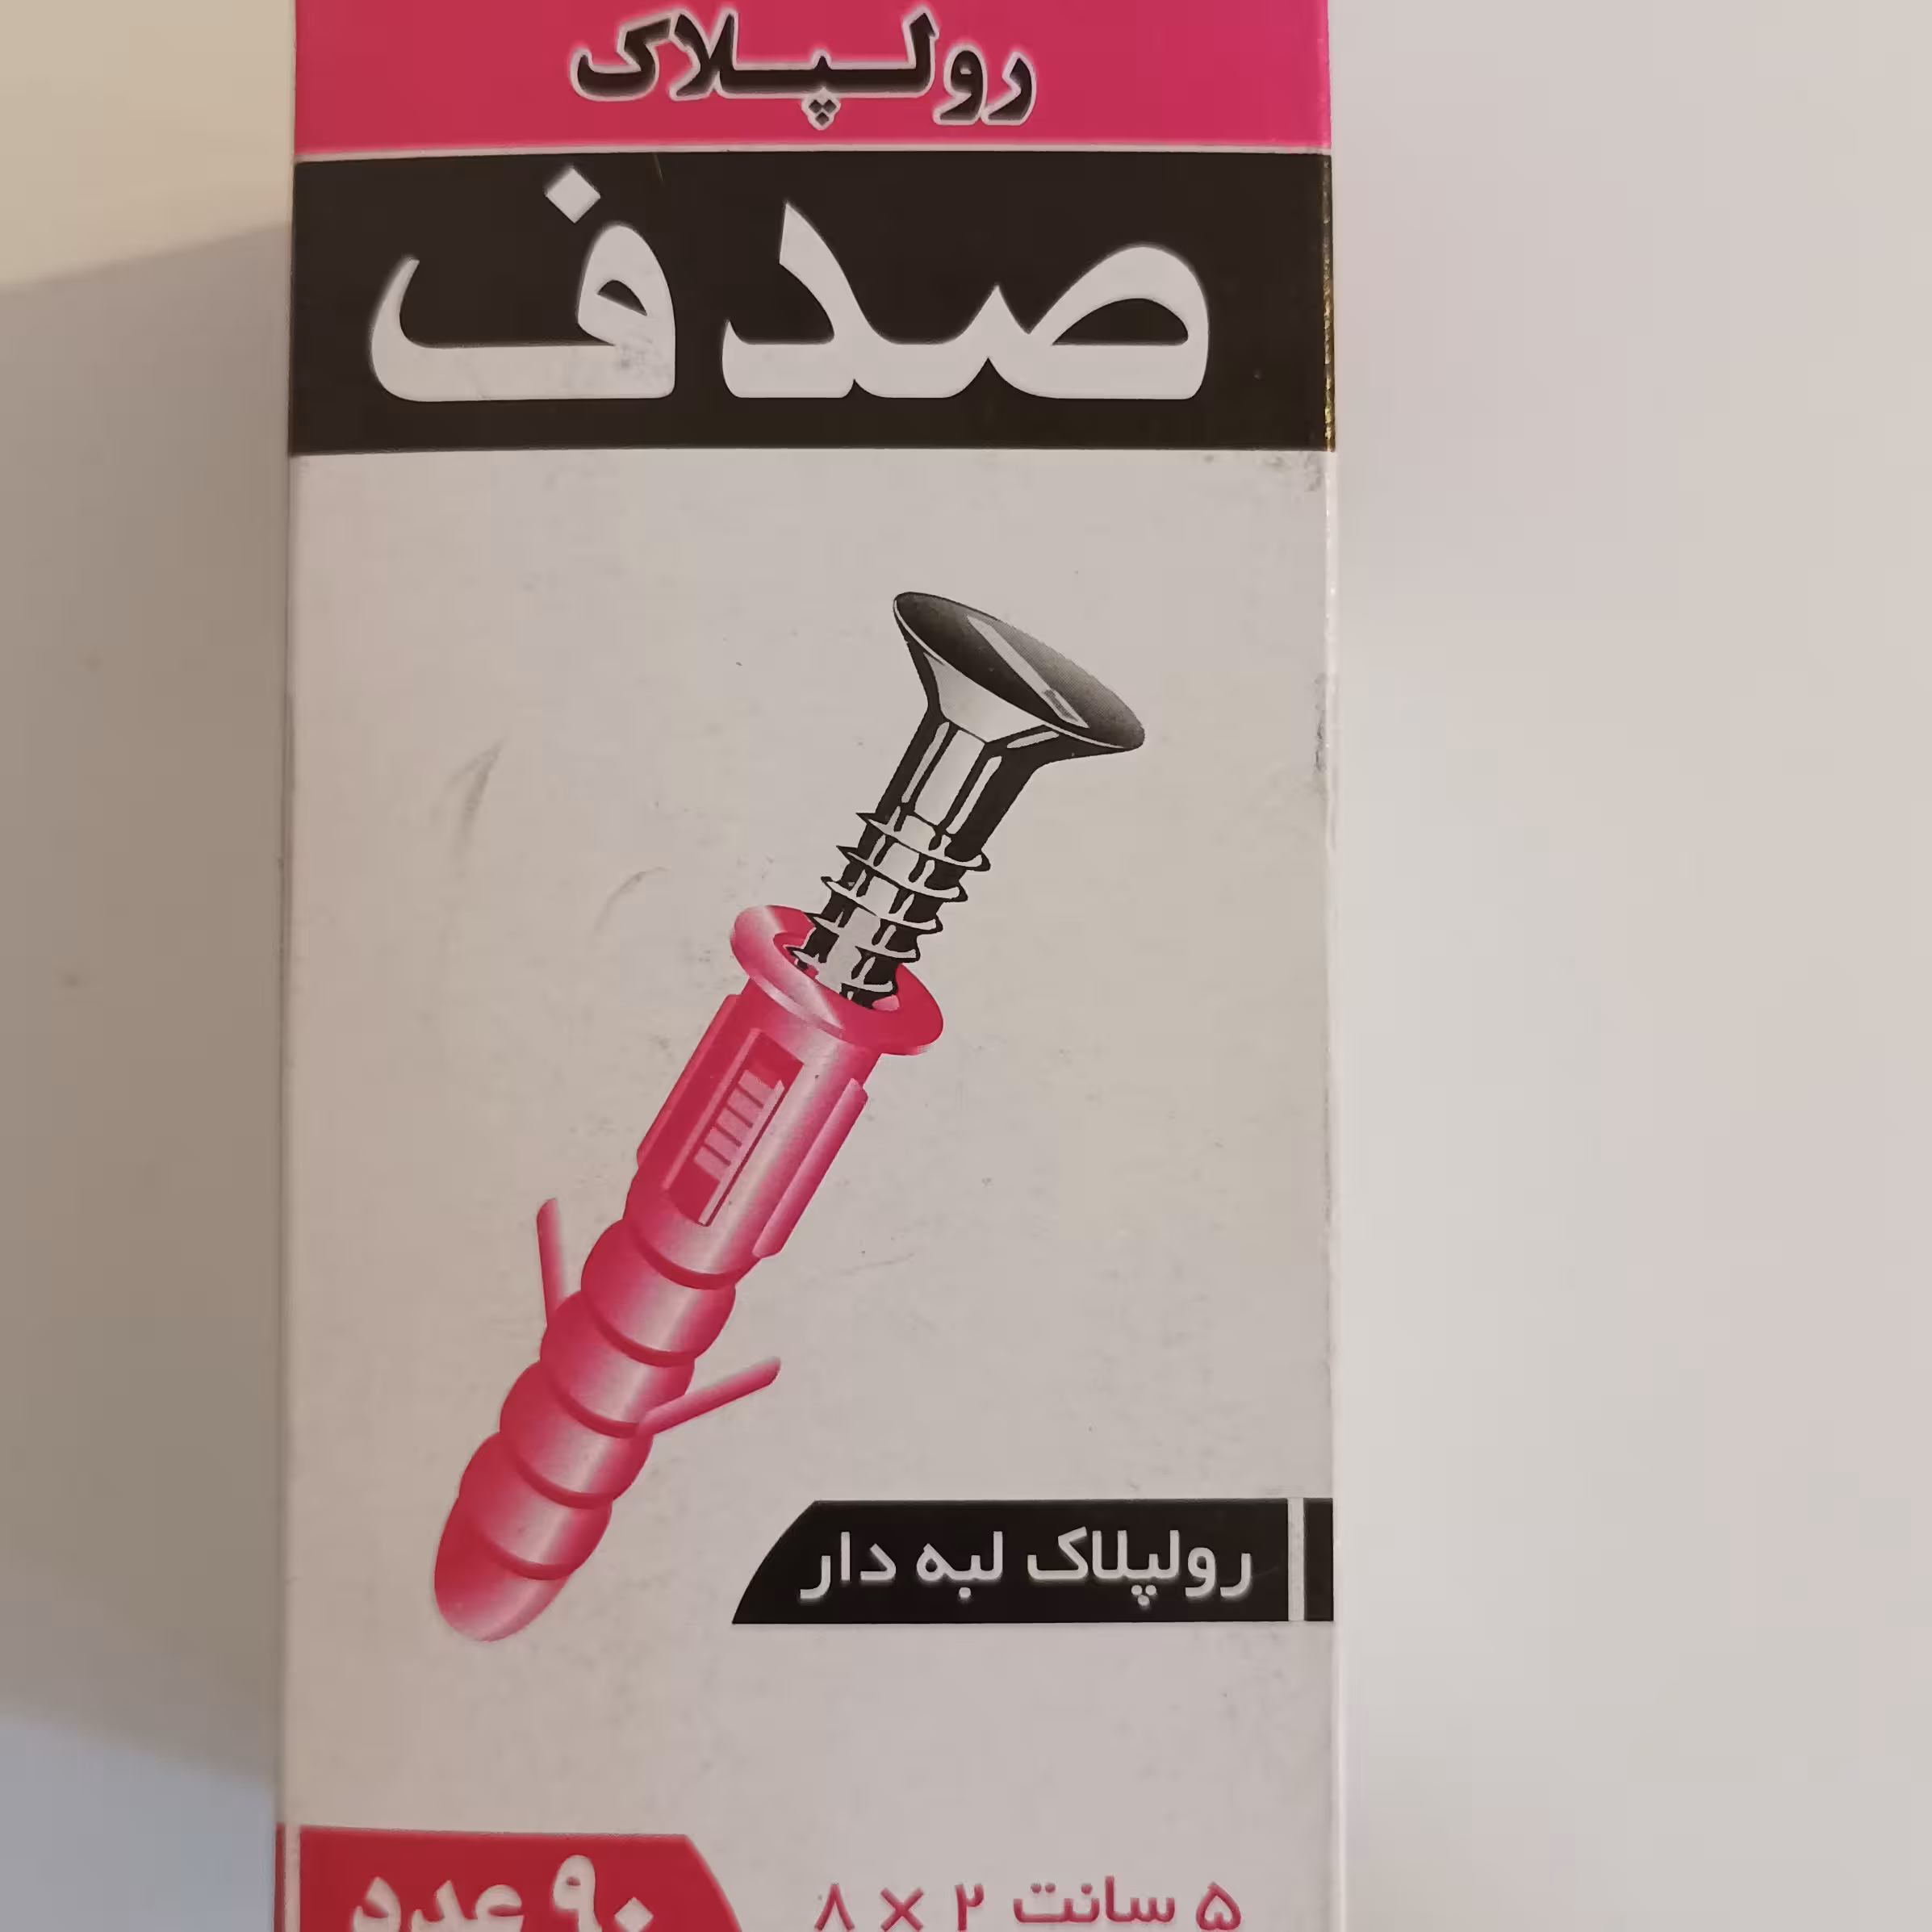 رولپلاک
صدف
رولپلاک لبه دار
۵ سانت ۲ × ۸
۹۰ عدد